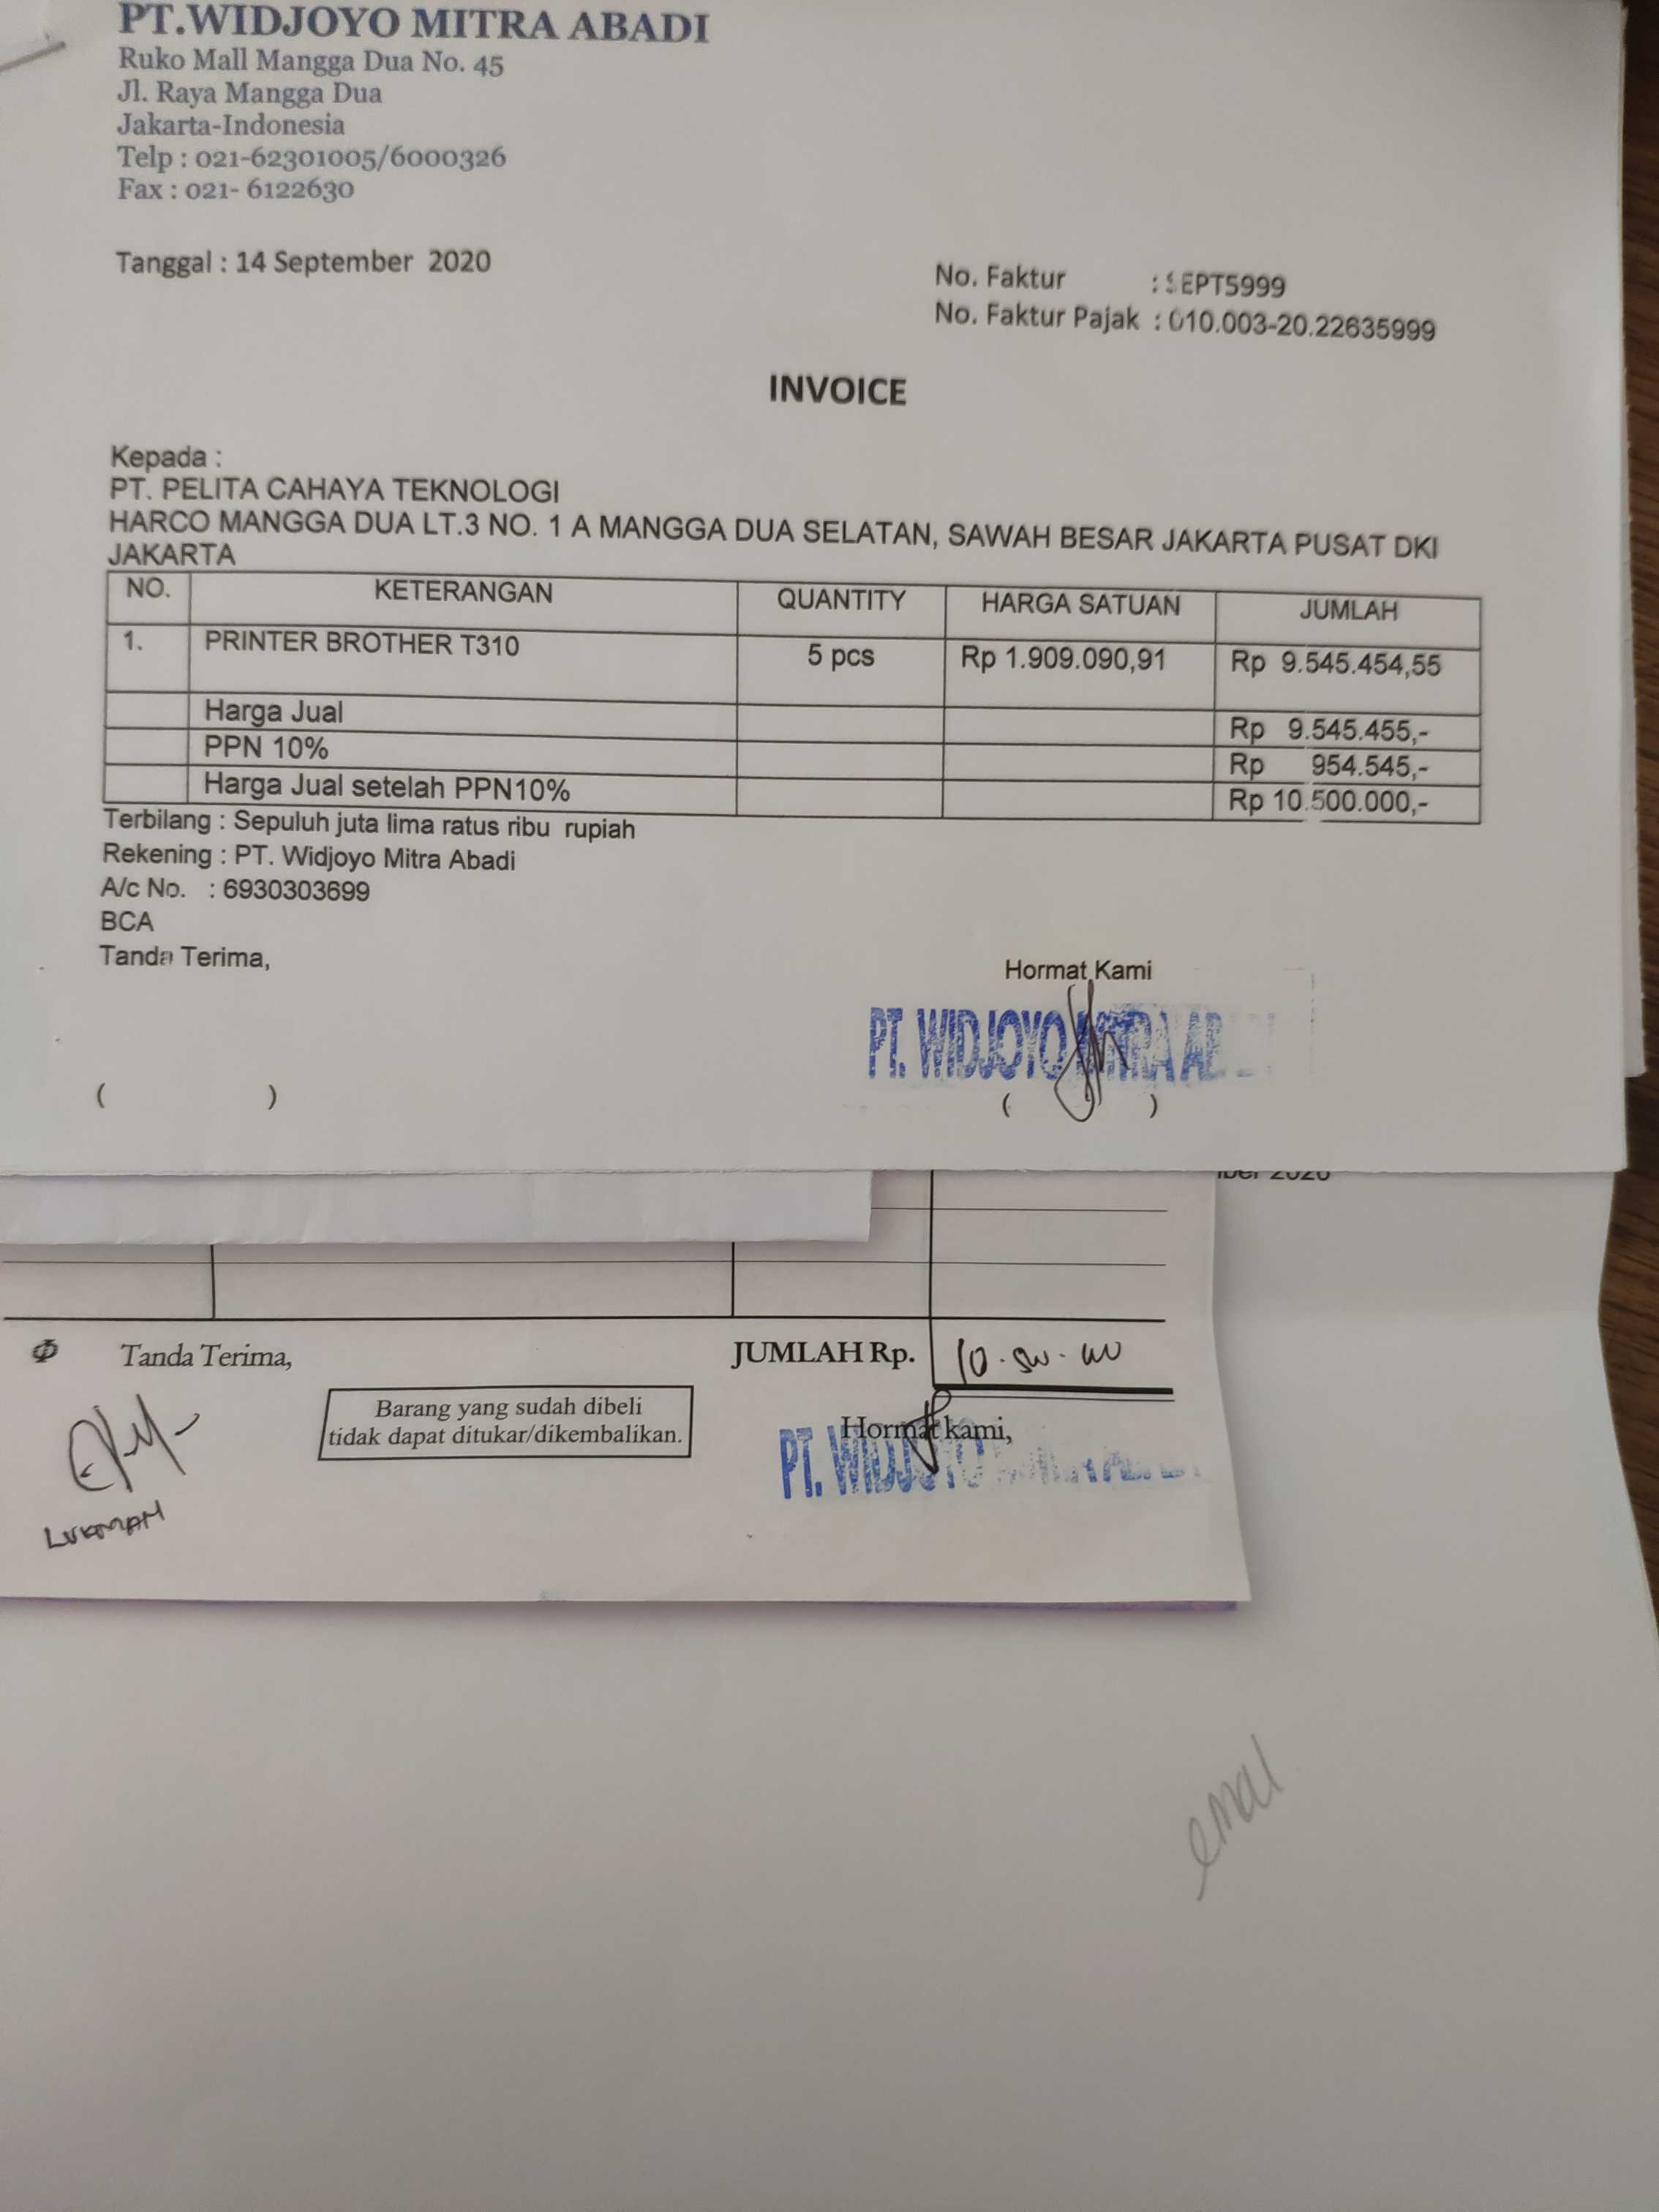 PT.WIDJOYO MITRA ABADI
Ruko Mall Mangga Dua No. 45
Jl. Raya Mangga Dua
Jakarta-Indonesia
Telp : 021-62301005/6000326
Fax : 021- 6122630
Tanggal : 14 September 2020
No. Faktur : SEPT5999
No. Faktur Pajak : 010.003-20.22635999
INVOICE
Kepada :
PT. PELITA CAHAYA TEKNOLOGI
HARCO MANGGA DUA LT.3 NO. 1 A MANGGA DUA SELATAN, SAWAH BESAR JAKARTA PUSAT DKI
JAKARTA
NO. KETERANGAN QUANTITY HARGA SATUAN JUMLAH
1. PRINTER BROTHER T310 5 pcs Rp 1.909.090,91 Rp 9.545.454,55
Harga Jual Rp 9.545.455,-
PPN 10% Rp 954.545,-
Harga Jual setelah PPN10% Rp 10.500.000,-
Terbilang : Sepuluh juta lima ratus ribu rupiah
Rekening : PT. Widjoyo Mitra Abadi
A/c No. : 6930303699
BCA
Tanda Terima,
Hormat Kami
PT. WIDJOYO MITRA AB
( ) ( )
2020
Tanda Terima, JUMLAH Rp.
Barang yang sudah dibeli
tidak dapat ditukar/dikembalikan.
Hormat kami,
PT. WIDJOYO
LUKMAN